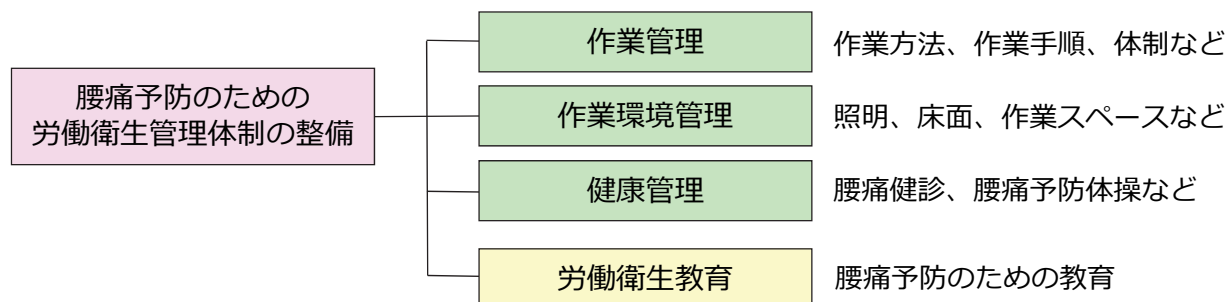 腰痛予防のための
労働衛生管理体制の整備
作業管理
作業方法、作業手順、体制など
作業環境管理
照明、床面、作業スペースなど
健康管理
腰痛健診、腰痛予防体操など
労働衛生教育
腰痛予防のための教育